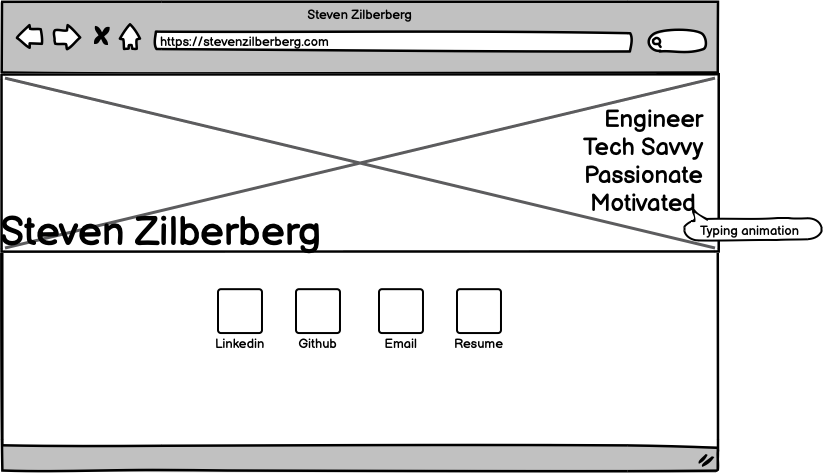 Steven Zilberberg
https://stevenzilberberg.com
Engineer
Tech Savvy
Passionate
Motivated
Steven Zilberberg
Typing animation
Linkedin
Github
Email
Resume